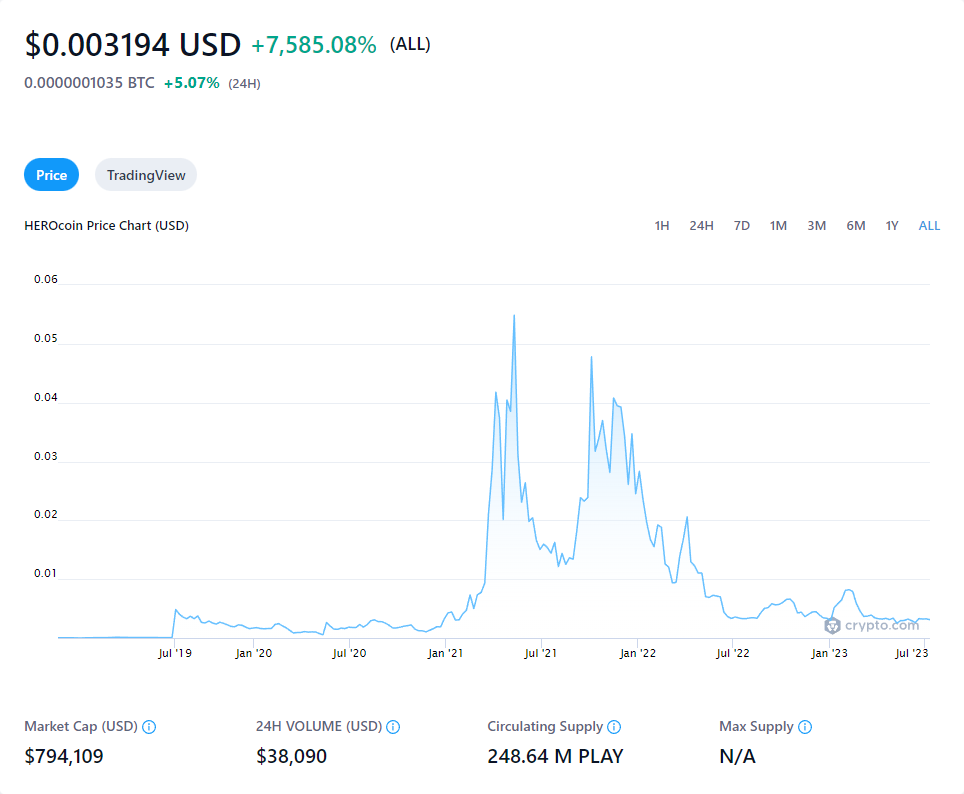 $0.003194 USD +7,585.08% (ALL)
0.0000001035 BTC +5.07% (24H)
Price TradingView
HEROcoin Price Chart (USD) 1H 24H 7D 1M 3M 6M 1Y ALL
0.06
0.05
0.04
0.03
0.02
0.01
crypto.com
Jul '19 Jan '20 Jul '20 Jan '21 Jul '21 Jan '22 Jul '22 Jan '23 Jul '23
Market Cap (USD) 24H VOLUME (USD) Circulating Supply Max Supply
$794,109 $38,090 248.64 M PLAY N/A